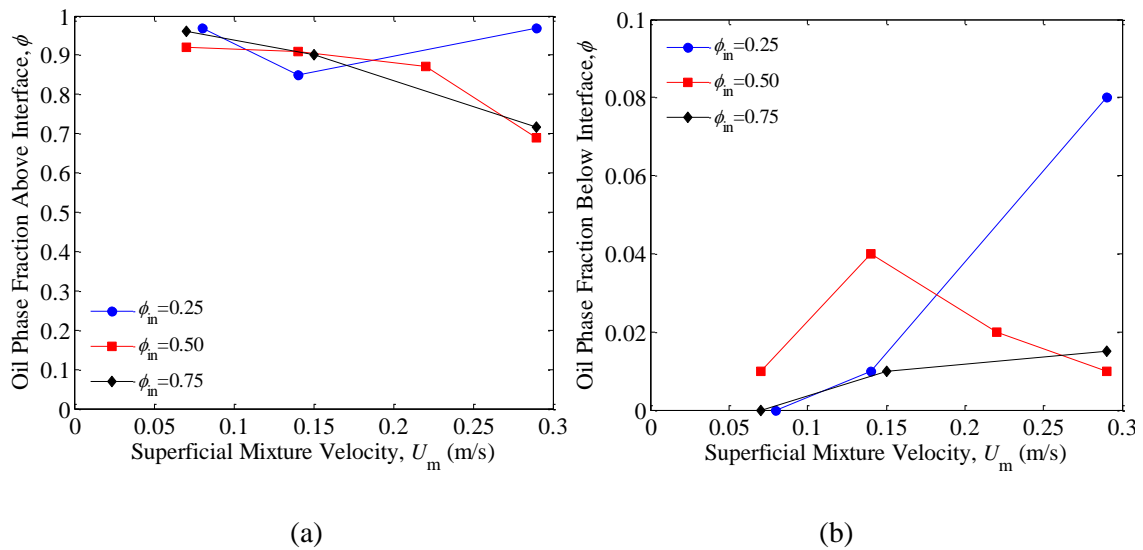 Oil Phase Fraction Above Interface, ϕ
1
0.9
0.8
0.7
0.6
0.5
0.4
0.3
0.2
0.1
0
ϕin=0.25
ϕin=0.50
ϕin=0.75
0 0.05 0.1 0.15 0.2 0.25 0.3
Superficial Mixture Velocity, Um (m/s)
(a)
Oil Phase Fraction Below Interface, ϕ
0.1
0.08
0.06
0.04
0.02
0
ϕin=0.25
ϕin=0.50
ϕin=0.75
0 0.05 0.1 0.15 0.2 0.25 0.3
Superficial Mixture Velocity, Um (m/s)
(b)